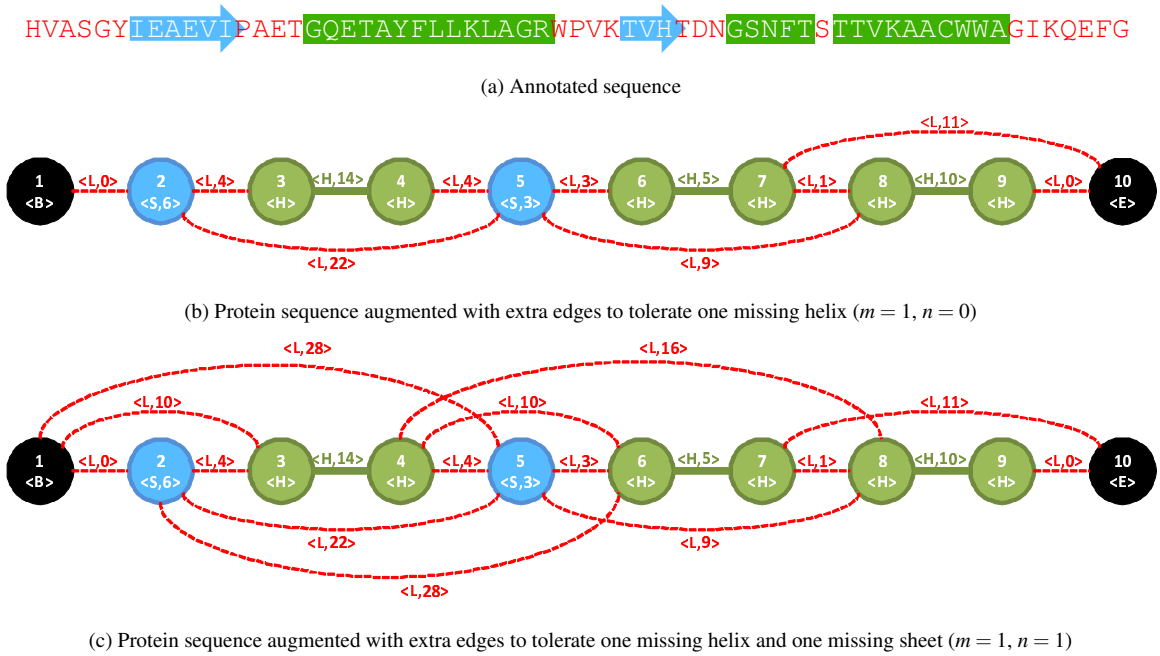 HVASGYIEAEVIPAETGQETAYFLLKLAGRWPVKTVHTDNGSNFTSTTVKAACWWAGIKQEFG
(a) Annotated sequence
<L,11>
1 <L,0> 2 <L,4> 3 <H,14> 4 <L,4> 5 <L,3> 6 <H,5> 7 <L,1> 8 <H,10> 9 <L,0> 10
<B> <S,6> <H> <H> <S,3> <H> <H> <H> <H> <E>
<L,22> <L,9>
(b) Protein sequence augmented with extra edges to tolerate one missing helix (m = 1, n = 0)
<L,28> <L,16>
<L,10> <L,10> <L,11>
1 <L,0> 2 <L,4> 3 <H,14> 4 <L,4> 5 <L,3> 6 <H,5> 7 <L,1> 8 <H,10> 9 <L,0> 10
<B> <S,6> <H> <H> <S,3> <H> <H> <H> <H> <E>
<L,22> <L,9>
<L,28>
(c) Protein sequence augmented with extra edges to tolerate one missing helix and one missing sheet (m = 1, n = 1)